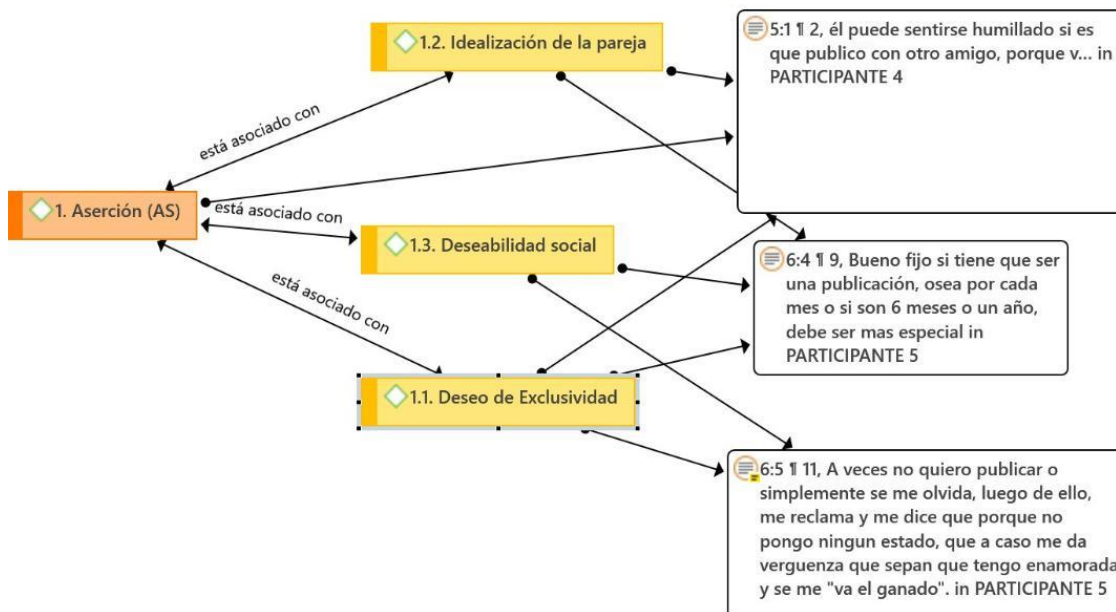 1.2. Idealización de la pareja
5:1 ¶ 2, él puede sentirse humillado si es
que publico con otro amigo, porque v... in
PARTICIPANTE 4
está asociado con
1. Aserción (AS)
está asociado con
1.3. Deseabilidad social
6:4 ¶ 9, Bueno fijo si tiene que ser
una publicación, osea por cada
mes o si son 6 meses o un año,
debe ser mas especial in
PARTICIPANTE 5
está asociado con
1.1. Deseo de Exclusividad
6:5 ¶ 11, A veces no quiero publicar o
simplemente se me olvida, luego de ello,
me reclama y me dice que porque no
pongo ningun estado, que a caso me da
verguenza que sepan que tengo enamorada
y se me "va el ganado". in PARTICIPANTE 5